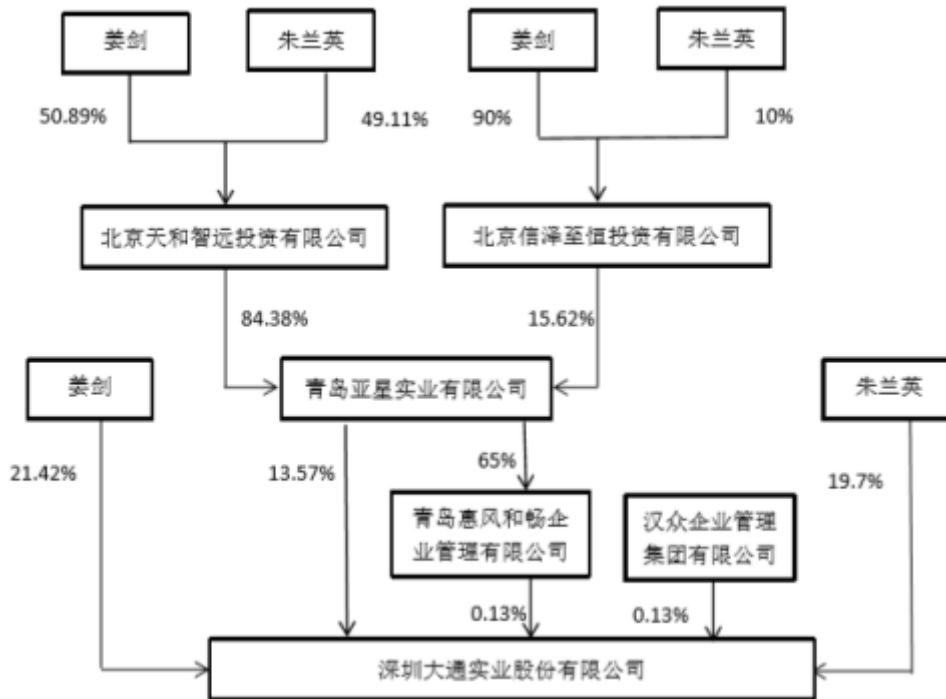 姜剑
朱兰英
姜剑
朱兰英
50.89%
49.11%
90%
10%
北京天和智远投资有限公司
北京信泽至恒投资有限公司
84.38%
15.62%
姜剑
青岛亚星实业有限公司
朱兰英
21.42%
13.57%
65%
19.7%
青岛惠风和畅企
业管理有限公司
汉众企业管理
集团有限公司
0.13%
0.13%
深圳大通实业股份有限公司